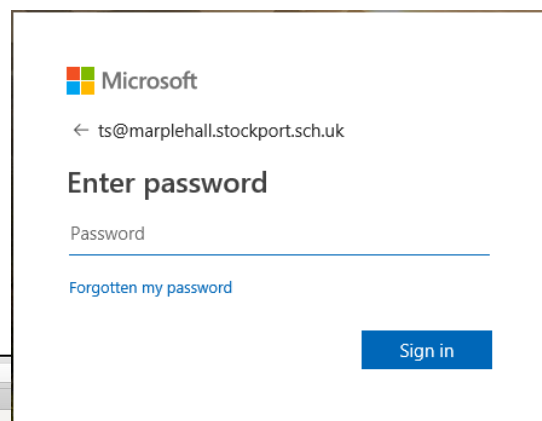 Microsoft
← ts@marplehall.stockport.sch.uk
Enter password
Password
Forgotten my password
Sign in